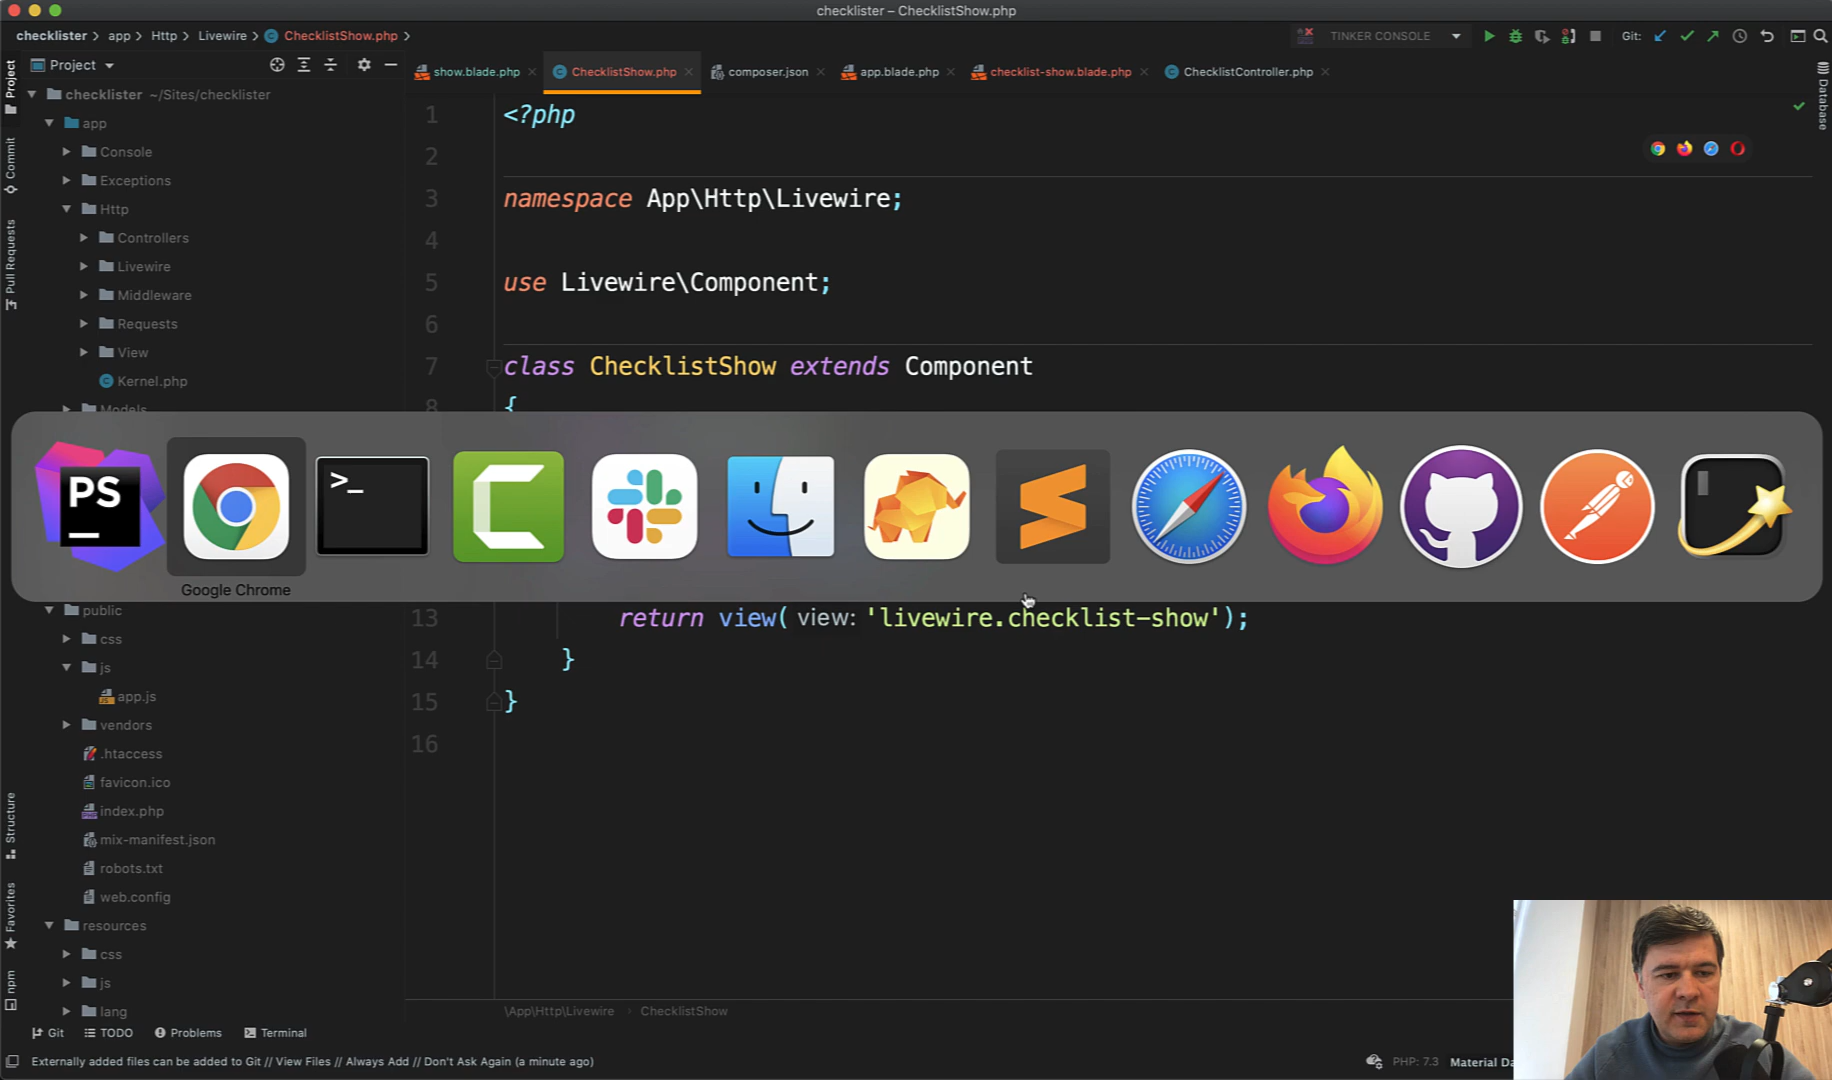 checklister – ChecklistShow.php
checklister > app > Http > Livewire > ChecklistShow.php >
TINKER CONSOLE
Git:
Project
show.blade.php
ChecklistShow.php
composer.json
app.blade.php
checklist-show.blade.php
ChecklistController.php
Project
Commit
Pull Requests
Structure
Favorites
npm
Database
checklister ~/Sites/checklister
app
Console
Exceptions
Http
Controllers
Livewire
Middleware
Requests
View
Kernel.php
Models
public
css
js
app.js
vendors
.htaccess
favicon.ico
index.php
mix-manifest.json
robots.txt
web.config
resources
css
js
lang
1 <?php
2
3 namespace App\Http\Livewire;
4
5 use Livewire\Component;
6
7 class ChecklistShow extends Component
8 {
13 return view( view: 'livewire.checklist-show');
14 }
15 }
16
PS
>_
Google Chrome
\App\Http\Livewire > ChecklistShow
Git
TODO
Problems
Terminal
Externally added files can be added to Git // View Files // Always Add // Don't Ask Again (a minute ago)
PHP: 7.3
Material Da